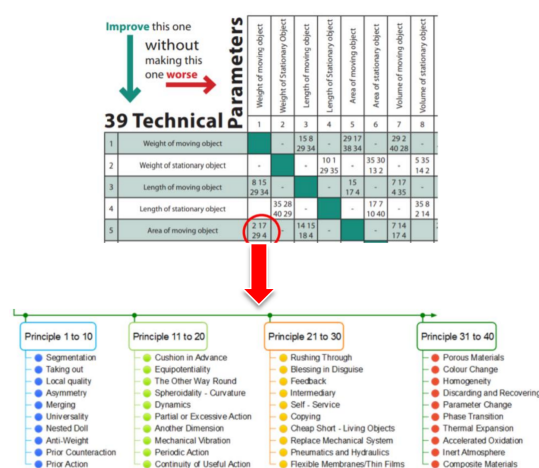 Improve this one
without
making this
one worse
39 Technical Parameters
Weight of moving object
Weight of Stationary Object
Length of moving object
Length of Stationary Object
Area of moving object
Area of stationary object
Volume of moving object
Volume of stationary object
1 2 3 4 5 6 7 8
1 Weight of moving object - 15 8 - 29 17 - 29 2 -
29 34 38 34 40 28
2 Weight of stationary object - - 10 1 - 35 30 - 5 35
29 35 13 2 14 2
3 Length of moving object 8 15 - - 15 - 7 17 -
29 34 17 4 4 35
4 Length of stationary object 35 28 - - 17 7 - 35 8
40 29 10 40 2 14
5 Area of moving object 2 17 - 14 15 - - 7 14 -
29 4 18 4 17 4
Principle 1 to 10
Segmentation
Taking out
Local quality
Asymmetry
Merging
Universality
Nested Doll
Anti-Weight
Prior Counteraction
Prior Action
Principle 11 to 20
Cushion in Advance
Equipotentiality
The Other Way Round
Spheroidality - Curvature
Dynamics
Partial or Excessive Action
Another Dimension
Mechanical Vibration
Periodic Action
Continuity of Useful Action
Principle 21 to 30
Rushing Through
Blessing in Disguise
Feedback
Intermediary
Self - Service
Copying
Cheap Short - Living Objects
Replace Mechanical System
Pneumatics and Hydraulics
Flexible Membranes/Thin Films
Principle 31 to 40
Porous Materials
Colour Change
Homogeneity
Discarding and Recovering
Parameter Change
Phase Transition
Thermal Expansion
Accelerated Oxidation
Inert Atmosphere
Composite Materials